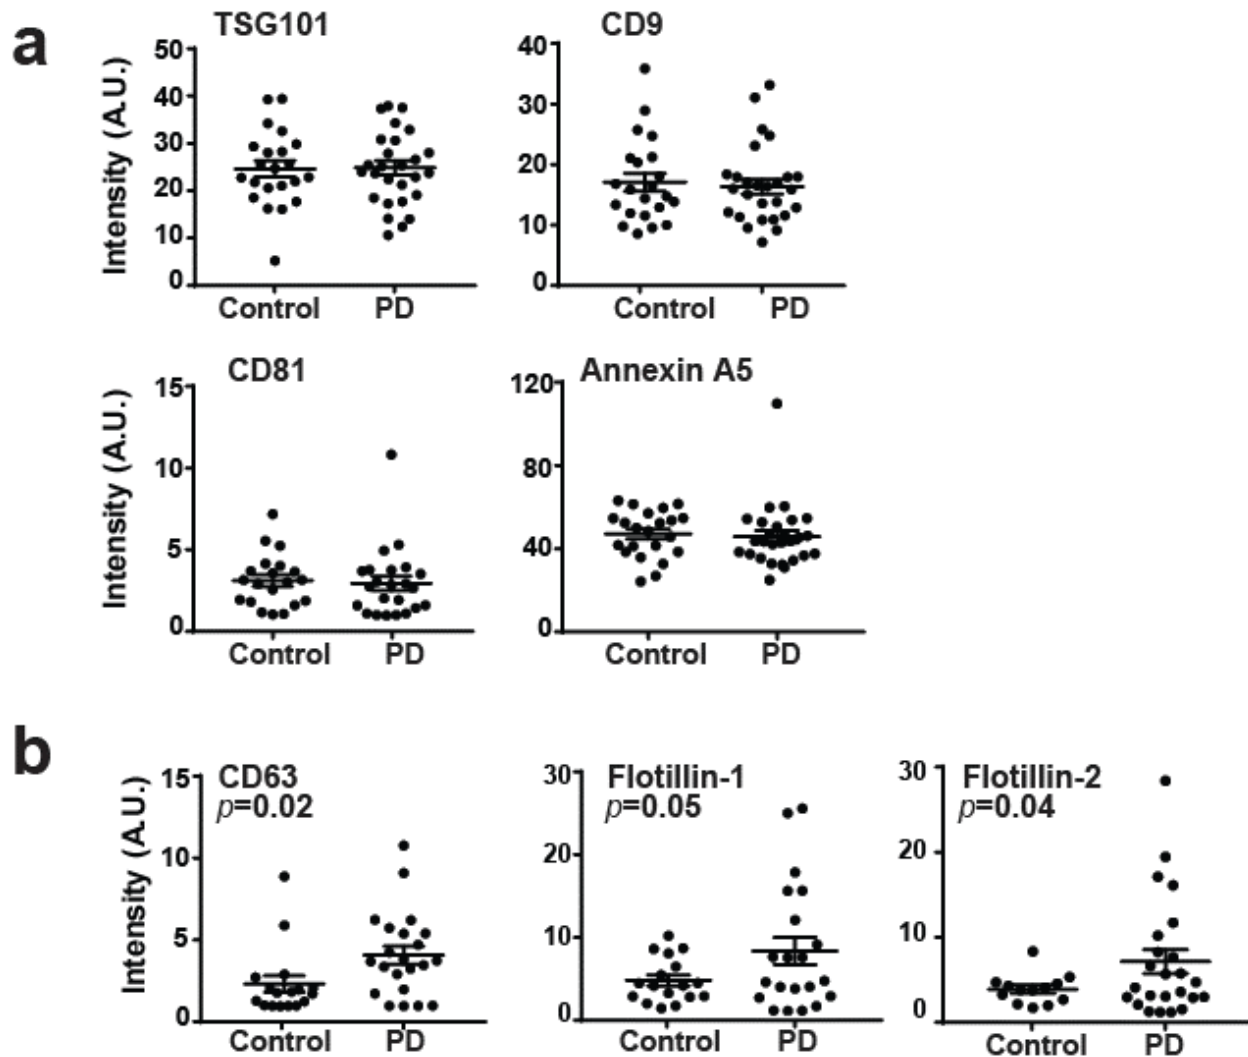 a
TSG101
CD9
Intensity (A.U.)
50
40
30
20
10
0
Control PD
40
30
20
10
0
Control PD
CD81
Annexin A5
Intensity (A.U.)
15
10
5
0
Control PD
120
80
40
0
Control PD
b
CD63
p=0.02
Intensity (A.U.)
15
10
5
0
Control PD
Flotillin-1
p=0.05
30
20
10
0
Control PD
Flotillin-2
p=0.04
30
20
10
0
Control PD